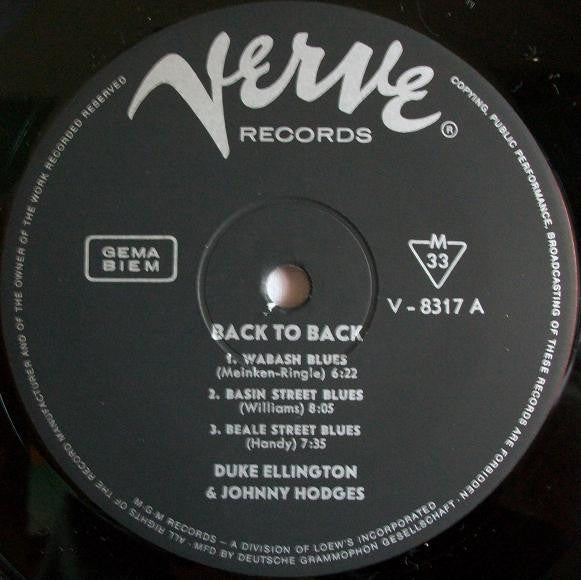 Verve
RECORDS
®
GEMA
BIEM
M
33
V - 8317 A
BACK TO BACK
1. WABASH BLUES
(Meinken-Ringle) 6:22
2. BASIN STREET BLUES
(Williams) 8:05
3. BEALE STREET BLUES
(Handy) 7:35
DUKE ELLINGTON
& JOHNNY HODGES
M·G·M RECORDS – A DIVISION OF LOEW'S INCORPORATED
ALL RIGHTS OF THE RECORD MANUFACTURER AND OF THE OWNER OF THE WORK RECORDED RESERVED
COPYING, PUBLIC PERFORMANCE, BROADCASTING OF THESE RECORDS ARE FORBIDDEN
· MFD BY DEUTSCHE GRAMMOPHON GESELLSCHAFT ·